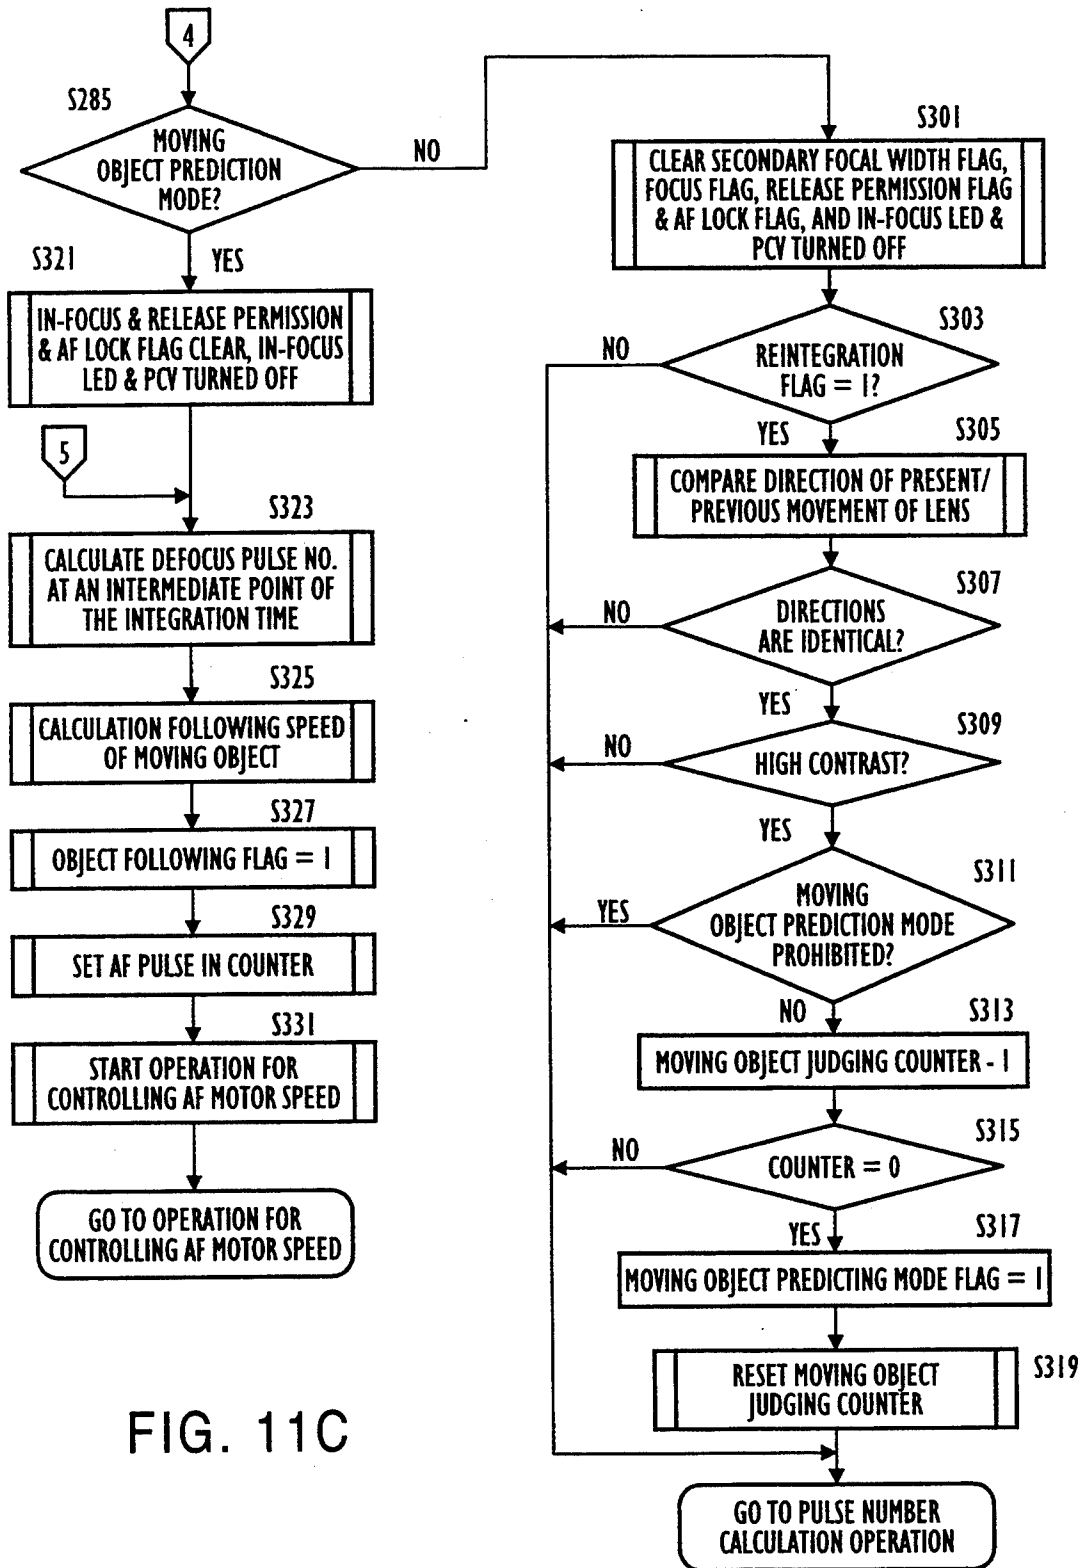 4
S285
MOVING
OBJECT PREDICTION
MODE?
NO
YES
S321
IN-FOCUS & RELEASE PERMISSION
& AF LOCK FLAG CLEAR, IN-FOCUS
LED & PCV TURNED OFF
5
S323
CALCULATE DEFOCUS PULSE NO.
AT AN INTERMEDIATE POINT OF
THE INTEGRATION TIME
S325
CALCULATION FOLLOWING SPEED
OF MOVING OBJECT
S327
OBJECT FOLLOWING FLAG = 1
S329
SET AF PULSE IN COUNTER
S331
START OPERATION FOR
CONTROLLING AF MOTOR SPEED
GO TO OPERATION FOR
CONTROLLING AF MOTOR SPEED
S301
CLEAR SECONDARY FOCAL WIDTH FLAG,
FOCUS FLAG, RELEASE PERMISSION FLAG
& AF LOCK FLAG, AND IN-FOCUS LED &
PCV TURNED OFF
S303
NO
REINTEGRATION
FLAG = 1?
YES
S305
COMPARE DIRECTION OF PRESENT/
PREVIOUS MOVEMENT OF LENS
S307
NO
DIRECTIONS
ARE IDENTICAL?
YES
S309
NO
HIGH CONTRAST?
YES
S311
YES
MOVING
OBJECT PREDICTION MODE
PROHIBITED?
NO
S313
MOVING OBJECT JUDGING COUNTER - 1
S315
NO
COUNTER = 0
YES
S317
MOVING OBJECT PREDICTING MODE FLAG = 1
S319
RESET MOVING OBJECT
JUDGING COUNTER
GO TO PULSE NUMBER
CALCULATION OPERATION
FIG. 11C